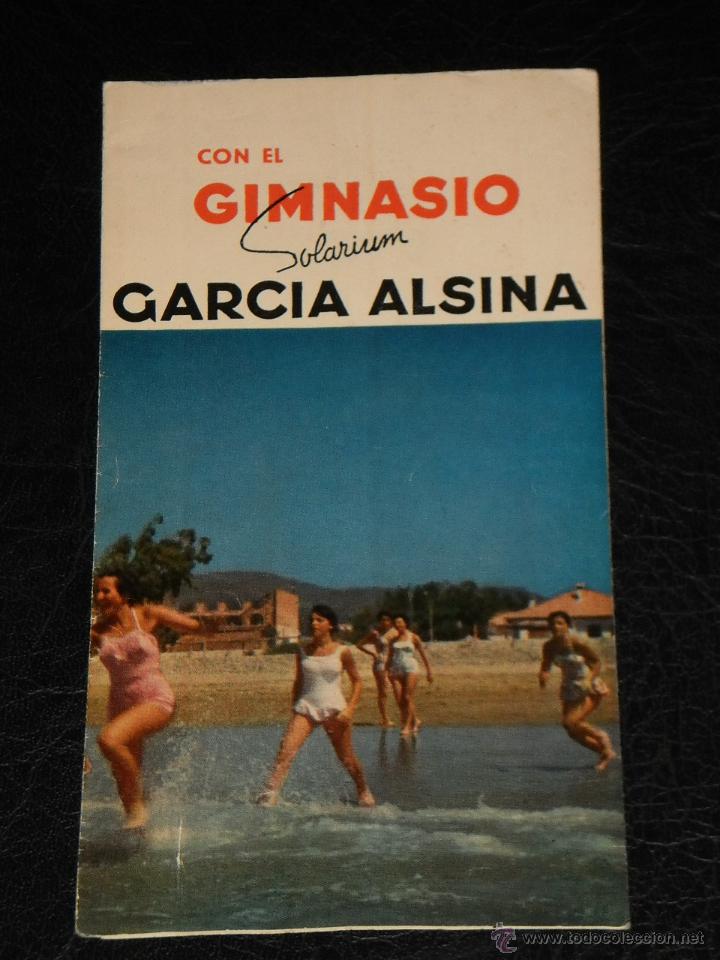 CON EL
GIMNASIO
Solarium
GARCIA ALSINA
© www.todocoleccion.net